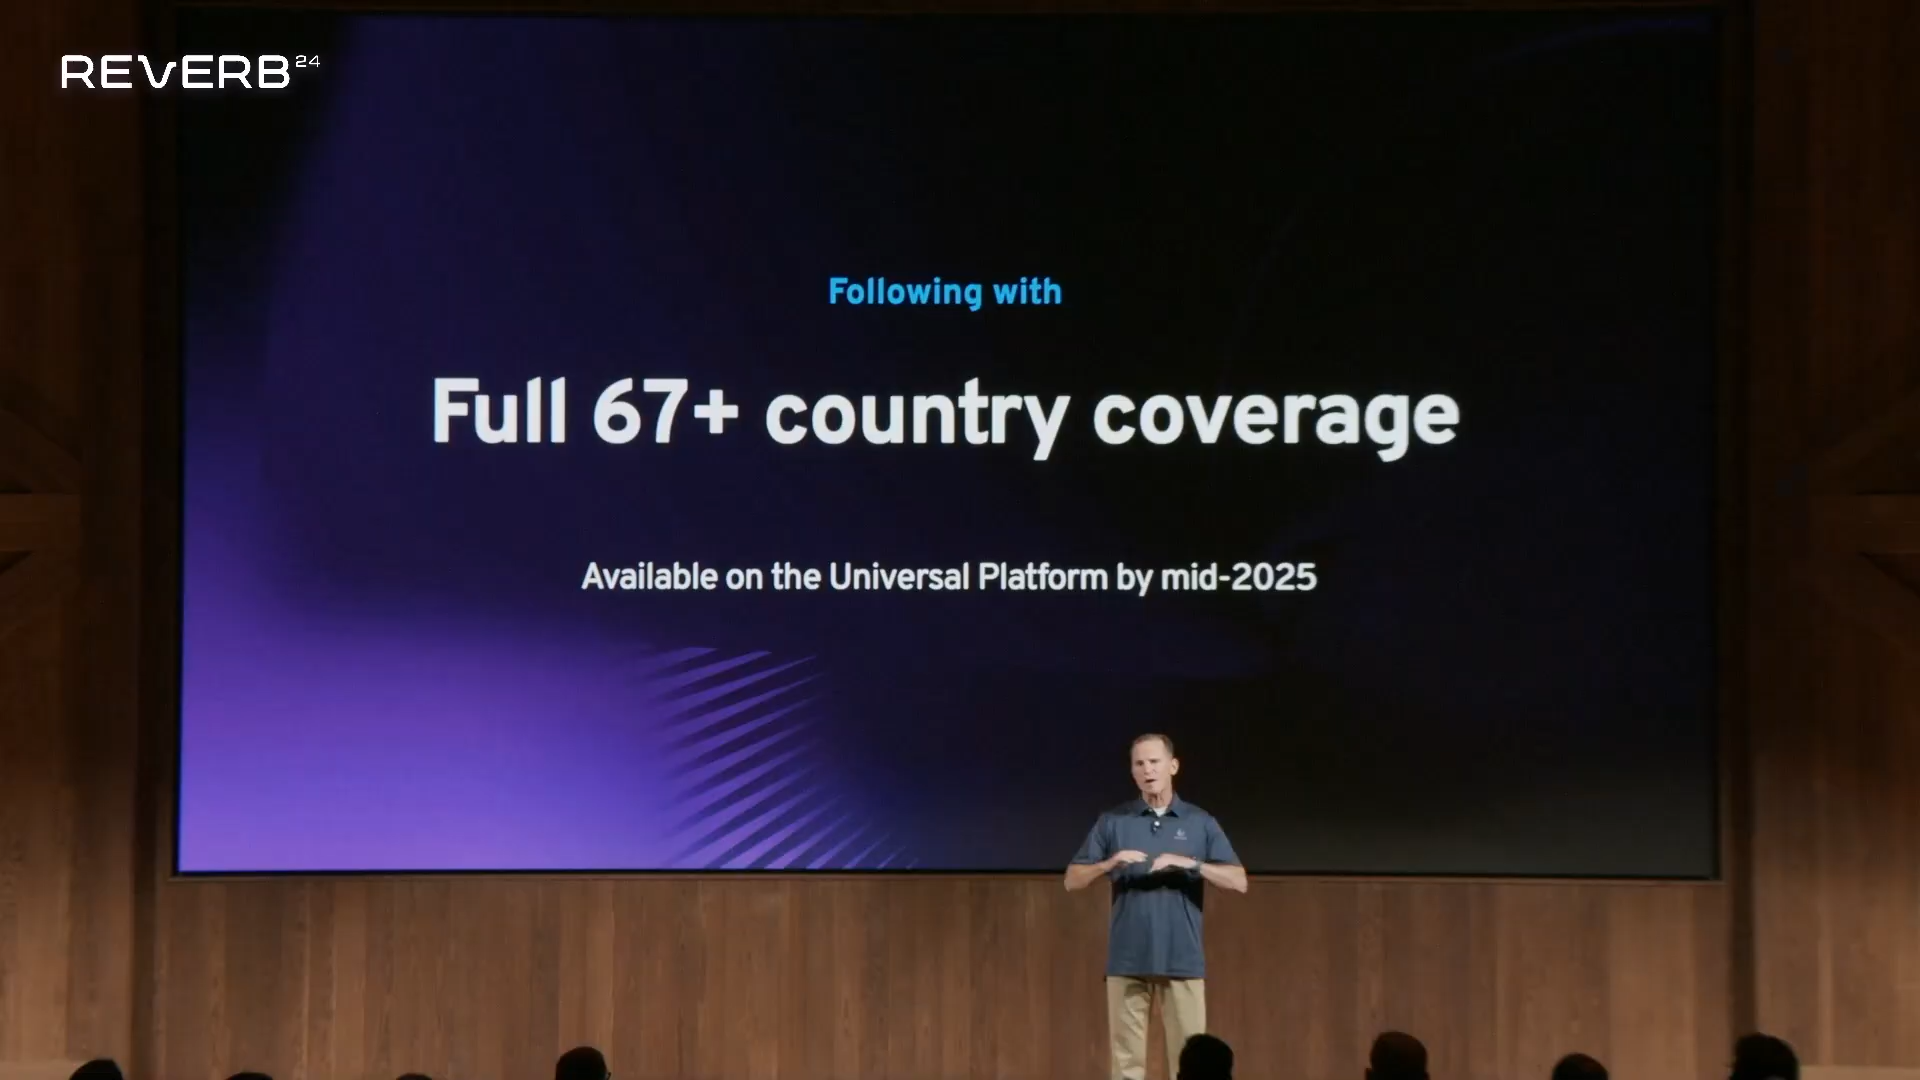 REVERB24
Following with
Full 67+ country coverage
Available on the Universal Platform by mid-2025